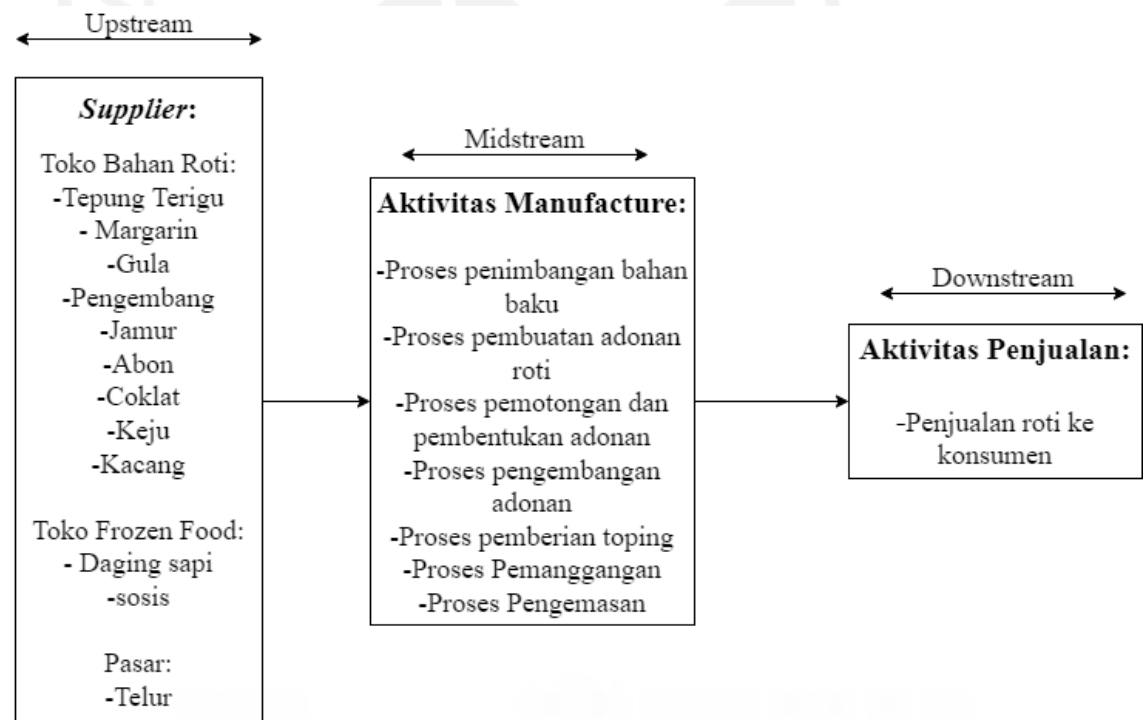 Upstream
Supplier:
Toko Bahan Roti:
-Tepung Terigu
- Margarin
-Gula
-Pengembang
-Jamur
-Abon
-Coklat
-Keju
-Kacang
Toko Frozen Food:
- Daging sapi
-sosis
Pasar:
-Telur
Midstream
Aktivitas Manufacture:
-Proses penimbangan bahan
baku
-Proses pembuatan adonan
roti
-Proses pemotongan dan
pembentukan adonan
-Proses pengembangan
adonan
-Proses pemberian toping
-Proses Pemanggangan
-Proses Pengemasan
Downstream
Aktivitas Penjualan:
-Penjualan roti ke
konsumen